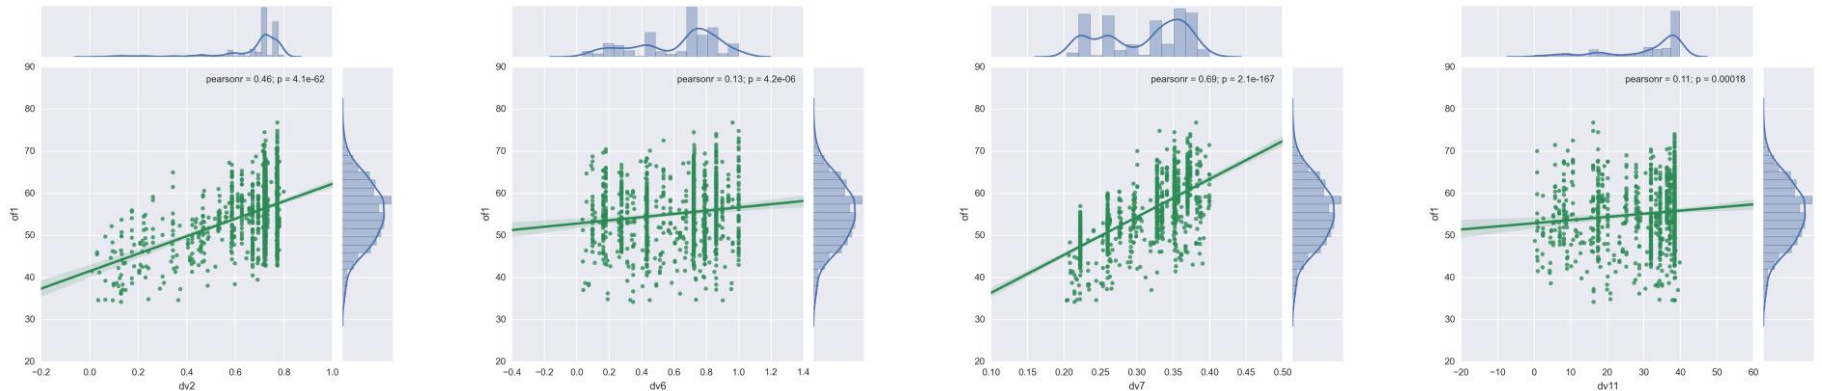 pearsonr = 0.46; p = 4.1e-62
90
80
70
60
50
40
30
20
of1
−0.2 0.0 0.2 0.4 0.6 0.8 1.0
dv2
pearsonr = 0.13; p = 4.2e-06
90
80
70
60
50
40
30
20
of1
−0.4 −0.2 0.0 0.2 0.4 0.6 0.8 1.0 1.2 1.4
dv6
pearsonr = 0.69; p = 2.1e-167
90
80
70
60
50
40
30
20
of1
0.10 0.15 0.20 0.25 0.30 0.35 0.40 0.45 0.50
dv7
pearsonr = 0.11; p = 0.00018
90
80
70
60
50
40
30
20
of1
−20 −10 0 10 20 30 40 50 60
dv11